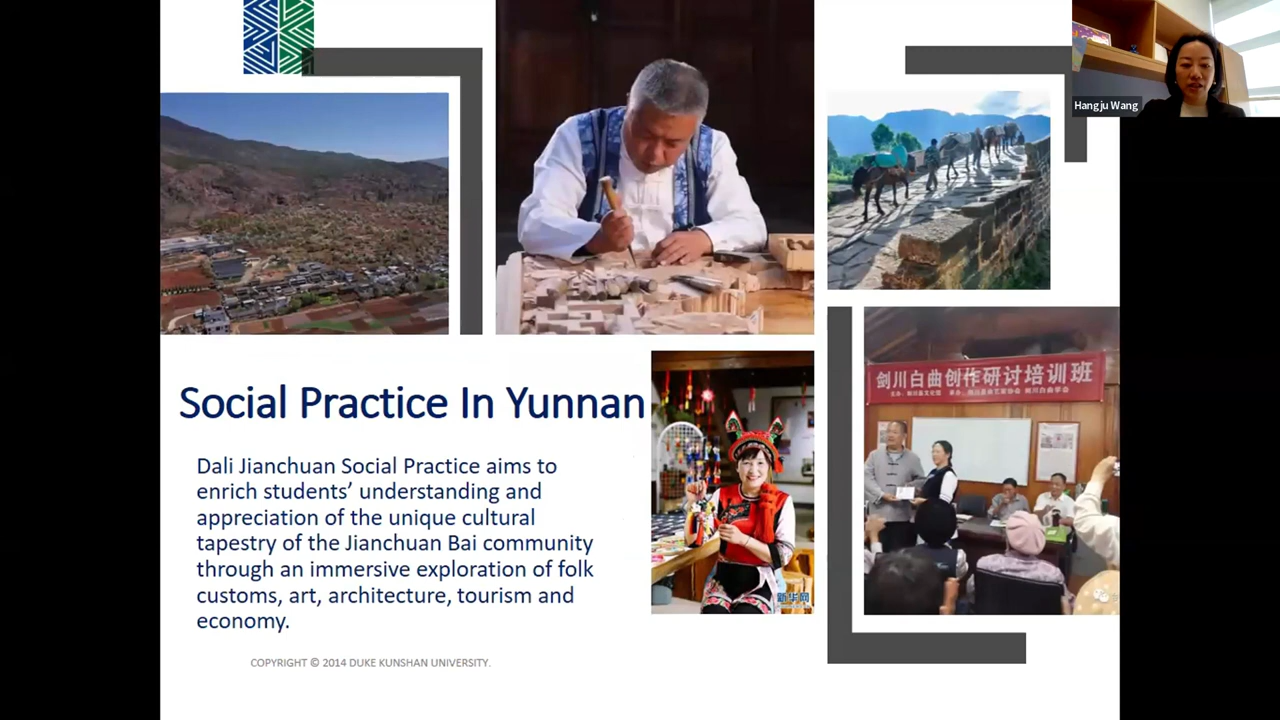 Hangju Wang
剑川白曲创作研讨培训班
Social Practice In Yunnan
Dali Jianchuan Social Practice aims to
enrich students’ understanding and
appreciation of the unique cultural
tapestry of the Jianchuan Bai community
through an immersive exploration of folk
customs, art, architecture, tourism and
economy.
新华网
COPYRIGHT © 2014 DUKE KUNSHAN UNIVERSITY.